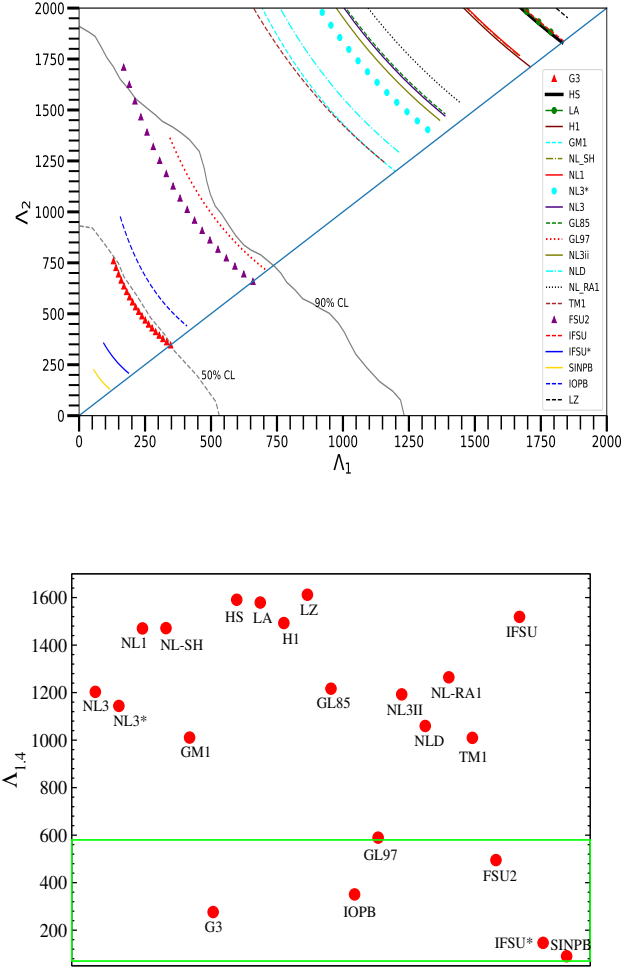 2000
1750
1500
1250
1000
750
500
250
0
Λ2
0 250 500 750 1000 1250 1500 1750 2000
Λ1
90% CL
50% CL
G3
HS
LA
H1
GM1
NL_SH
NL1
NL3*
NL3
GL85
GL97
NL3ii
NLD
NL_RA1
TM1
FSU2
IFSU
IFSU*
SINPB
IOPB
LZ
1600
1400
1200
1000
800
600
400
200
Λ1.4
HS LA LZ
H1
IFSU
NL1 NL-SH
NL3
NL3*
GL85
NL3II
NL-RA1
GM1
NLD
TM1
GL97
FSU2
IOPB
G3
IFSU* SINPB